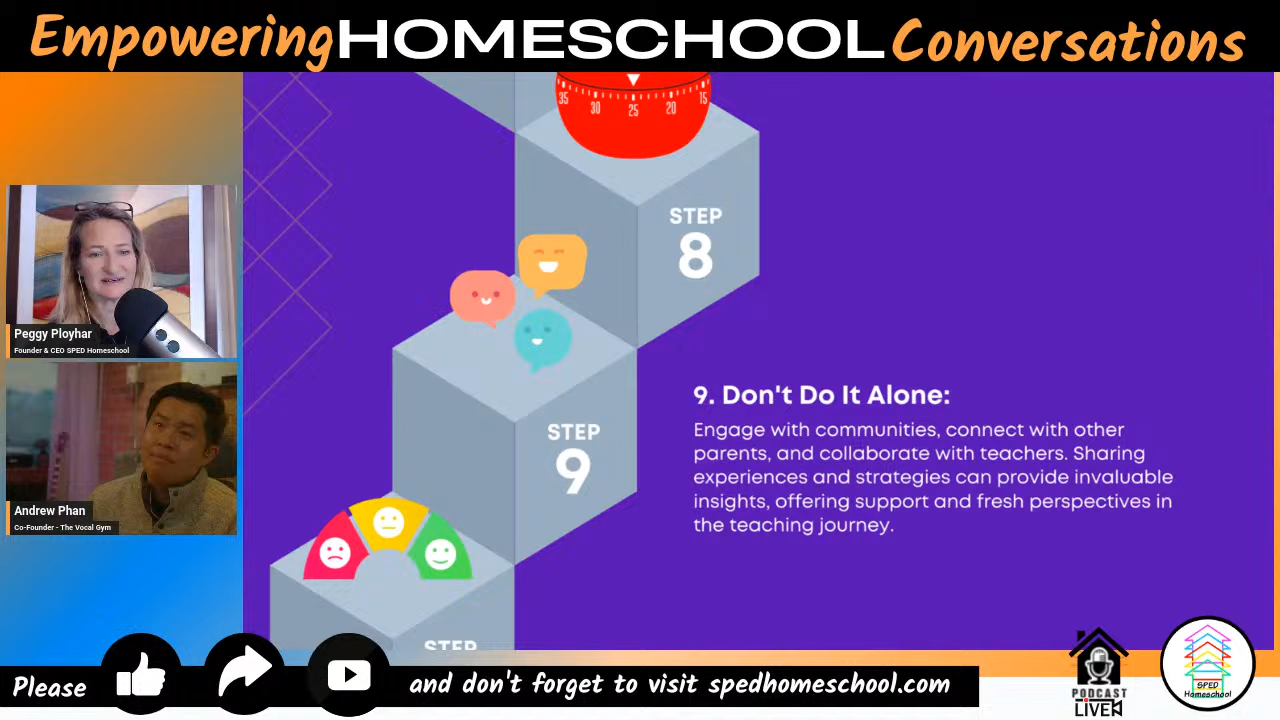 Empowering HOMESCHOOL Conversations
35 30 25 20 15
STEP
8
Peggy Ployhar
Founder & CEO SPED Homeschool
9. Don't Do It Alone:
Engage with communities, connect with other
parents, and collaborate with teachers. Sharing
experiences and strategies can provide invaluable
insights, offering support and fresh perspectives in
the teaching journey.
STEP
9
Andrew Phan
Co-Founder - The Vocal Gym
STEP
Please
and don't forget to visit spedhomeschool.com
PODCAST
LIVE
SPED
Homeschool